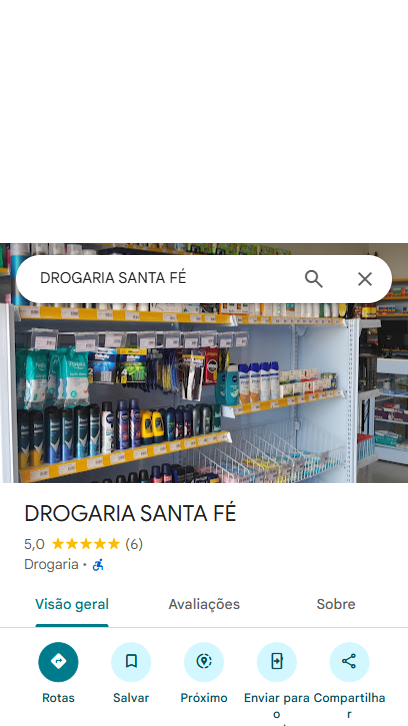 DROGARIA SANTA FÉ
DROGARIA SANTA FÉ
5,0 ★★★★★ (6)
Drogaria ·
Visão geral
Avaliações
Sobre
Rotas
Salvar
Próximo
Enviar para o
Compartilhar